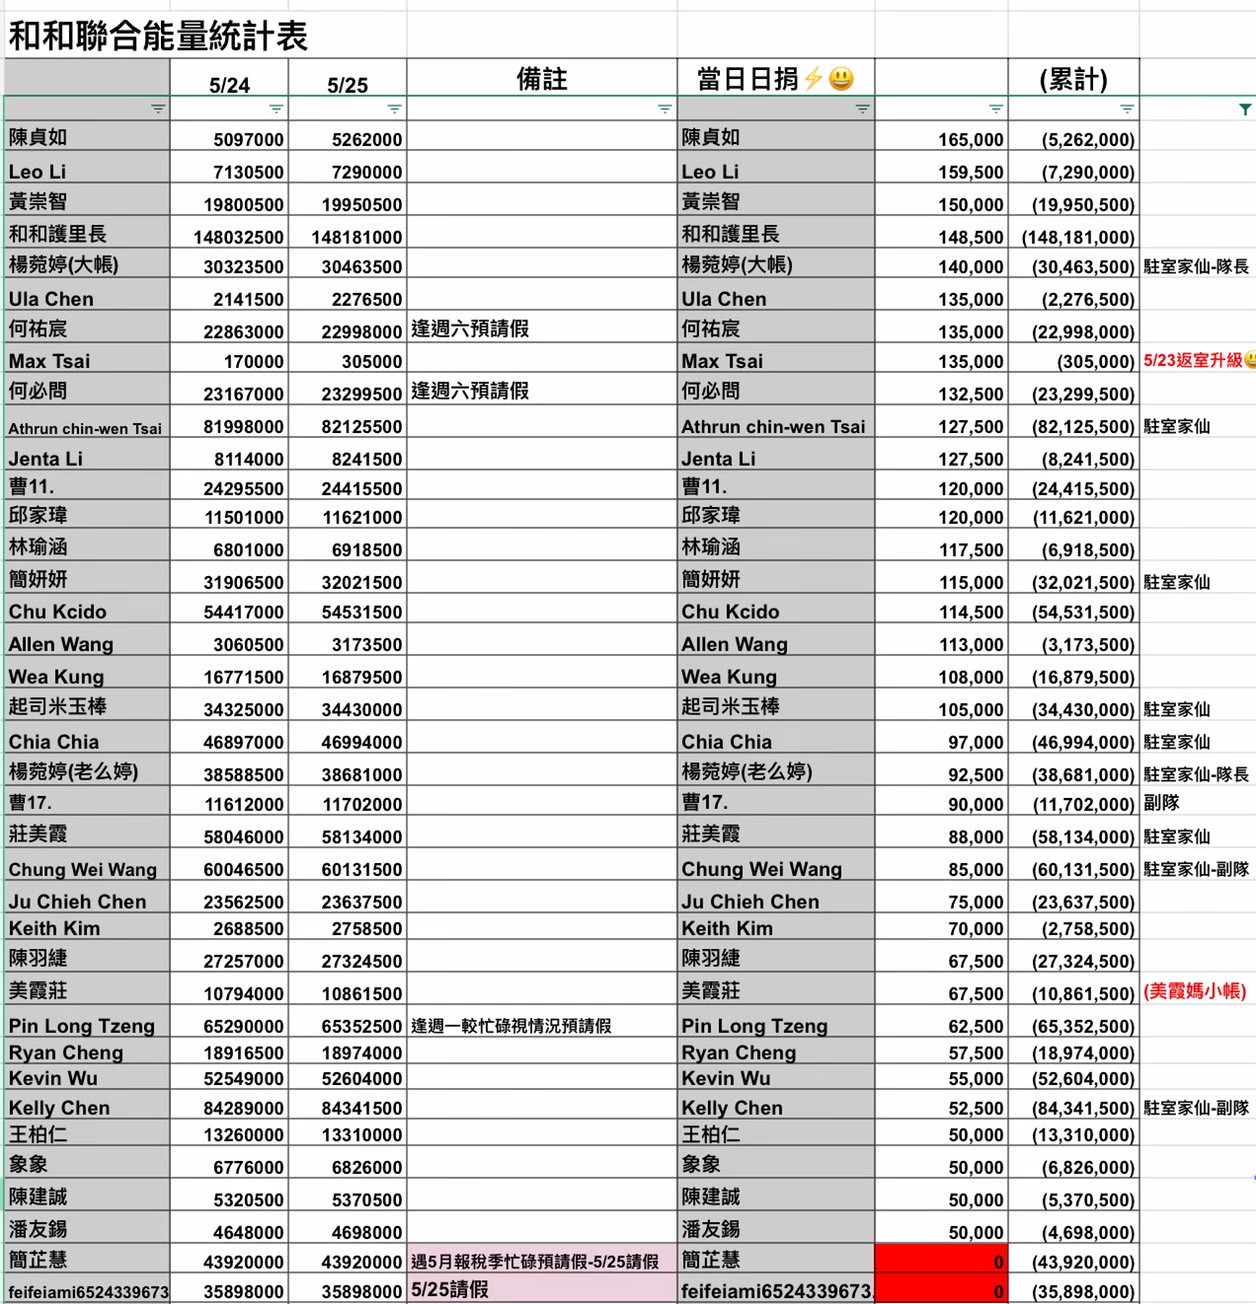 和和聯合能量統計表
5/24 5/25 備註 當日日捐⚡😃 (累計)
陳貞如 5097000 5262000 陳貞如 165,000 (5,262,000)
Leo Li 7130500 7290000 Leo Li 159,500 (7,290,000)
黃崇智 19800500 19950500 黃崇智 150,000 (19,950,500)
和和護里長 148032500 148181000 和和護里長 148,500 (148,181,000)
楊菀婷(大帳) 30323500 30463500 楊菀婷(大帳) 140,000 (30,463,500) 駐室家仙-隊長
Ula Chen 2141500 2276500 Ula Chen 135,000 (2,276,500)
何祐宸 22863000 22998000 逢週六預請假 何祐宸 135,000 (22,998,000)
Max Tsai 170000 305000 Max Tsai 135,000 (305,000) 5/23返室升級😃
何必問 23167000 23299500 逢週六預請假 何必問 132,500 (23,299,500)
Athrun chin-wen Tsai 81998000 82125500 Athrun chin-wen Tsai 127,500 (82,125,500) 駐室家仙
Jenta Li 8114000 8241500 Jenta Li 127,500 (8,241,500)
曹11. 24295500 24415500 曹11. 120,000 (24,415,500)
邱家瑋 11501000 11621000 邱家瑋 120,000 (11,621,000)
林瑜涵 6801000 6918500 林瑜涵 117,500 (6,918,500)
簡妍妍 31906500 32021500 簡妍妍 115,000 (32,021,500) 駐室家仙
Chu Kcido 54417000 54531500 Chu Kcido 114,500 (54,531,500)
Allen Wang 3060500 3173500 Allen Wang 113,000 (3,173,500)
Wea Kung 16771500 16879500 Wea Kung 108,000 (16,879,500)
起司米玉棒 34325000 34430000 起司米玉棒 105,000 (34,430,000) 駐室家仙
Chia Chia 46897000 46994000 Chia Chia 97,000 (46,994,000) 駐室家仙
楊菀婷(老么婷) 38588500 38681000 楊菀婷(老么婷) 92,500 (38,681,000) 駐室家仙-隊長
曹17. 11612000 11702000 曹17. 90,000 (11,702,000) 副隊
莊美霞 58046000 58134000 莊美霞 88,000 (58,134,000) 駐室家仙
Chung Wei Wang 60046500 60131500 Chung Wei Wang 85,000 (60,131,500) 駐室家仙-副隊
Ju Chieh Chen 23562500 23637500 Ju Chieh Chen 75,000 (23,637,500)
Keith Kim 2688500 2758500 Keith Kim 70,000 (2,758,500)
陳羽緁 27257000 27324500 陳羽緁 67,500 (27,324,500)
美霞莊 10794000 10861500 美霞莊 67,500 (10,861,500) (美霞媽小帳)
Pin Long Tzeng 65290000 65352500 逢週一較忙碌視情況預請假 Pin Long Tzeng 62,500 (65,352,500)
Ryan Cheng 18916500 18974000 Ryan Cheng 57,500 (18,974,000)
Kevin Wu 52549000 52604000 Kevin Wu 55,000 (52,604,000)
Kelly Chen 84289000 84341500 Kelly Chen 52,500 (84,341,500) 駐室家仙-副隊
王柏仁 13260000 13310000 王柏仁 50,000 (13,310,000)
象象 6776000 6826000 象象 50,000 (6,826,000)
陳建誠 5320500 5370500 陳建誠 50,000 (5,370,500)
潘友錫 4648000 4698000 潘友錫 50,000 (4,698,000)
簡芷慧 43920000 43920000 遇5月報稅季忙碌預請假-5/25請假 簡芷慧 0 (43,920,000)
feifeiami6524339673 35898000 35898000 5/25請假 feifeiami6524339673. 0 (35,898,000)